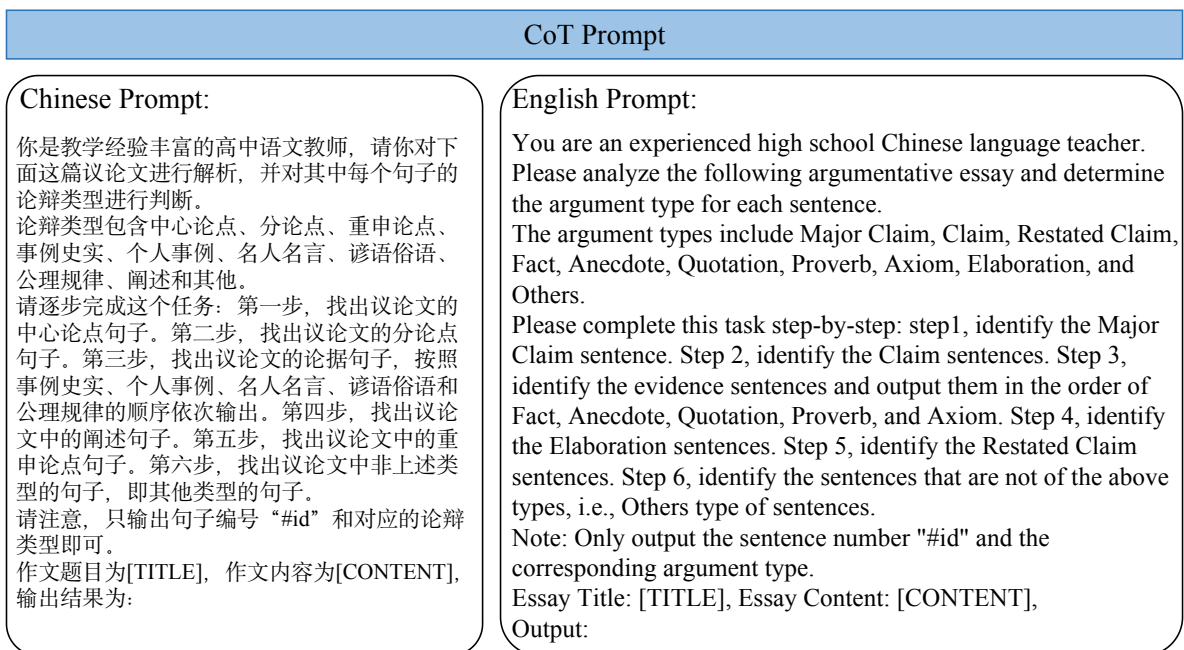 CoT Prompt
Chinese Prompt:
你是教学经验丰富的高中语文教师，请你对下
面这篇议论文进行解析，并对其中每个句子的
论辩类型进行判断。
论辩类型包含中心论点、分论点、重申论点、
事例史实、个人事例、名人名言、谚语俗语、
公理规律、阐述和其他。
请逐步完成这个任务：第一步，找出议论文的
中心论点句子。第二步，找出议论文的分论点
句子。第三步，找出议论文的论据句子，按照
事例史实、个人事例、名人名言、谚语俗语和
公理规律的顺序依次输出。第四步，找出议论
文中的阐述句子。第五步，找出议论文中的重
申论点句子。第六步，找出议论文中非上述类
型的句子，即其他类型的句子。
请注意，只输出句子编号“#id”和对应的论辩
类型即可。
作文题目为[TITLE]，作文内容为[CONTENT]，
输出结果为：
English Prompt:
You are an experienced high school Chinese language teacher.
Please analyze the following argumentative essay and determine
the argument type for each sentence.
The argument types include Major Claim, Claim, Restated Claim,
Fact, Anecdote, Quotation, Proverb, Axiom, Elaboration, and
Others.
Please complete this task step-by-step: step1, identify the Major
Claim sentence. Step 2, identify the Claim sentences. Step 3,
identify the evidence sentences and output them in the order of
Fact, Anecdote, Quotation, Proverb, and Axiom. Step 4, identify
the Elaboration sentences. Step 5, identify the Restated Claim
sentences. Step 6, identify the sentences that are not of the above
types, i.e., Others type of sentences.
Note: Only output the sentence number "#id" and the
corresponding argument type.
Essay Title: [TITLE], Essay Content: [CONTENT],
Output: